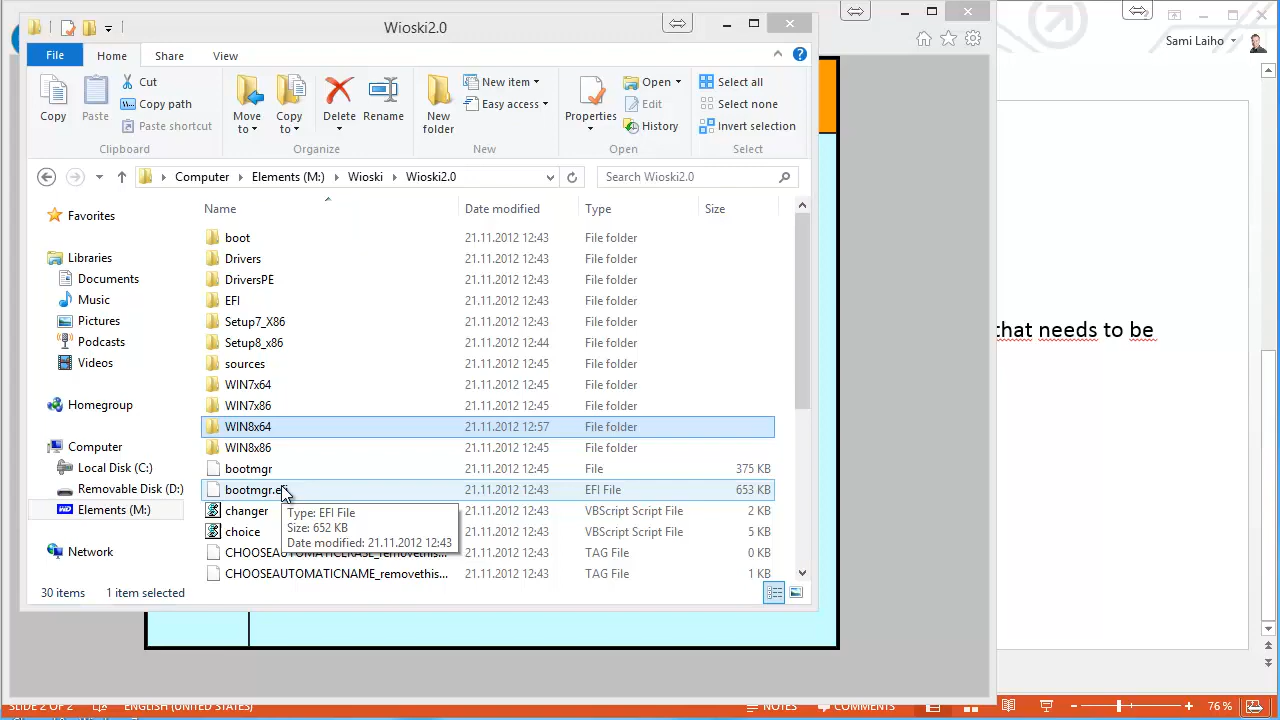 Wioski2.0
Sami Laiho
File
Home
Share
View
Copy
Paste
Cut
Copy path
Paste shortcut
Clipboard
Move to
Copy to
Delete
Rename
Organize
New folder
New item
Easy access
New
Properties
Open
Edit
History
Open
Select all
Select none
Invert selection
Select
Computer
Elements (M:)
Wioski
Wioski2.0
Search Wioski2.0
Name
Date modified
Type
Size
Favorites
Libraries
Documents
Music
Pictures
Podcasts
Videos
Homegroup
Computer
Local Disk (C:)
Removable Disk (D:)
Elements (M:)
Network
boot 21.11.2012 12:43 File folder
Drivers 21.11.2012 12:43 File folder
DriversPE 21.11.2012 12:43 File folder
EFI 21.11.2012 12:43 File folder
Setup7_X86 21.11.2012 12:43 File folder
Setup8_x86 21.11.2012 12:44 File folder
sources 21.11.2012 12:43 File folder
WIN7x64 21.11.2012 12:45 File folder
WIN7x86 21.11.2012 12:45 File folder
WIN8x64 21.11.2012 12:57 File folder
WIN8x86 21.11.2012 12:45 File folder
bootmgr 21.11.2012 12:45 File 375 KB
bootmgr.efi 21.11.2012 12:43 EFI File 653 KB
changer 21.11.2012 12:43 VBScript Script File 2 KB
choice 21.11.2012 12:43 VBScript Script File 5 KB
CHOOSEAUTOMATICERASE_removethis... 21.11.2012 12:43 TAG File 0 KB
CHOOSEAUTOMATICNAME_removethis... 21.11.2012 12:43 TAG File 1 KB
Type: EFI File
Size: 652 KB
Date modified: 21.11.2012 12:43
30 items
1 item selected
that needs to be
SLIDE 2 OF 2
ENGLISH (UNITED STATES)
NOTES
COMMENTS
76 %